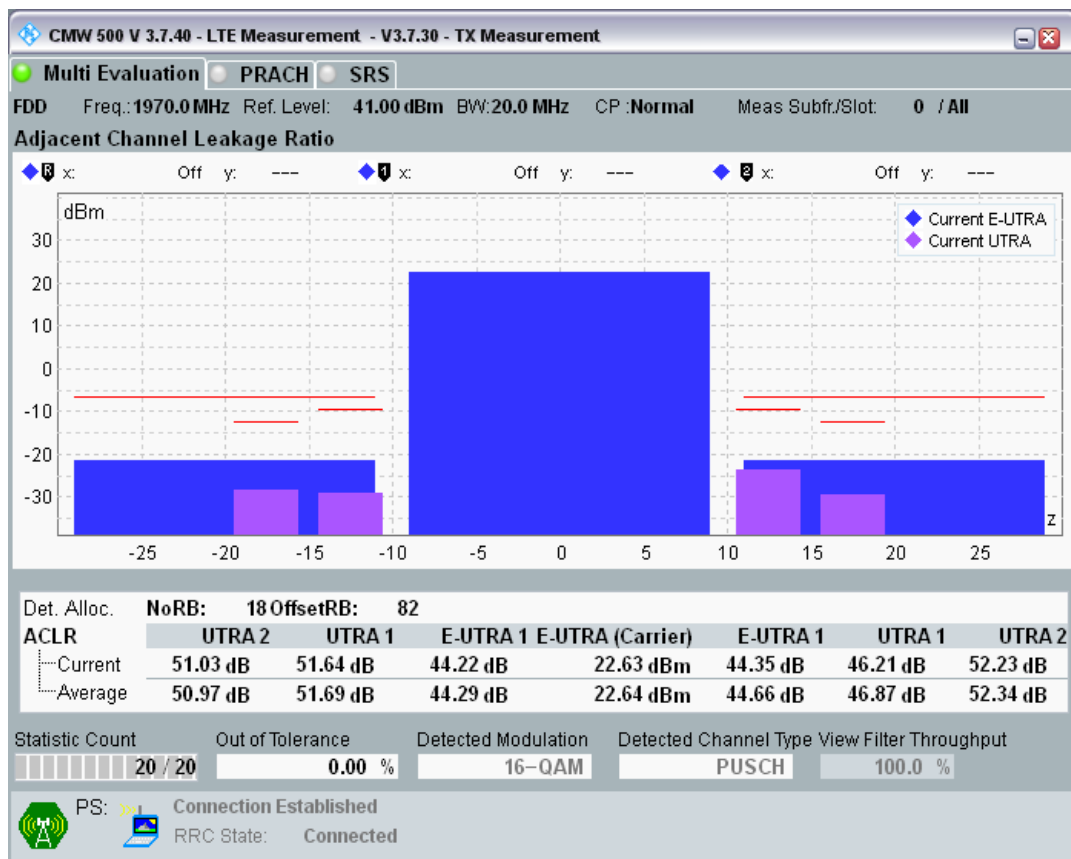 CMW 500 V 3.7.40 - LTE Measurement - V3.7.30 - TX Measurement
Multi Evaluation PRACH SRS
FDD Freq.:1970.0 MHz Ref. Level: 41.00 dBm BW:20.0 MHz CP :Normal Meas Subfr./Slot: 0 / All
Adjacent Channel Leakage Ratio
R x: Off y: --- 1 x: Off y: --- 2 x: Off y: ---
dBm
Current E-UTRA
Current UTRA
30
20
10
0
-10
-20
-30
z
-25 -20 -15 -10 -5 0 5 10 15 20 25
Det. Alloc. NoRB: 18 OffsetRB: 82
ACLR UTRA 2 UTRA 1 E-UTRA 1 E-UTRA (Carrier) E-UTRA 1 UTRA 1 UTRA 2
Current 51.03 dB 51.64 dB 44.22 dB 22.63 dBm 44.35 dB 46.21 dB 52.23 dB
Average 50.97 dB 51.69 dB 44.29 dB 22.64 dBm 44.66 dB 46.87 dB 52.34 dB
Statistic Count Out of Tolerance Detected Modulation Detected Channel Type View Filter Throughput
20 / 20 0.00 % 16-QAM PUSCH 100.0 %
PS: Connection Established
RRC State: Connected